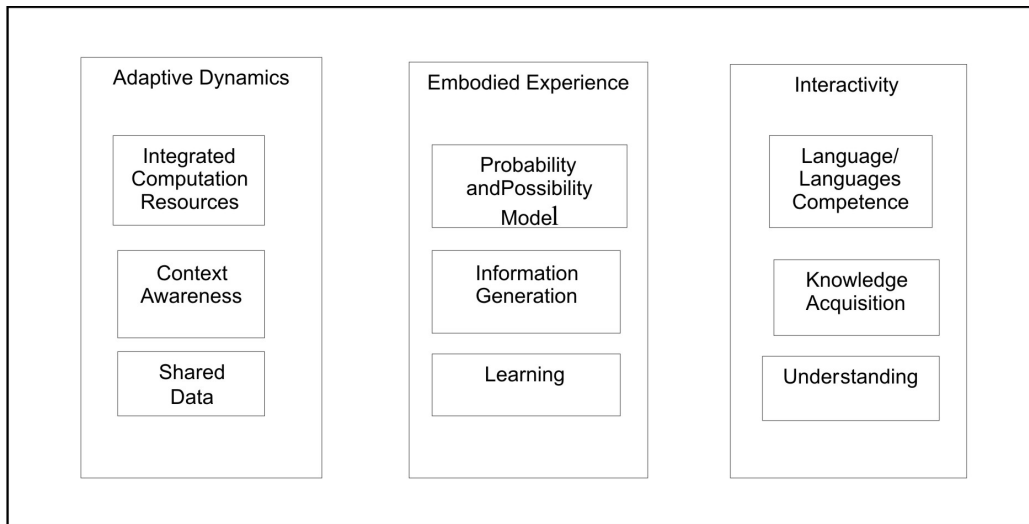 Adaptive Dynamics
Integrated
Computation
Resources
Context
Awareness
Shared
Data
Embodied Experience
Probability
andPossibility
Model
Information
Generation
Learning
Interactivity
Language/
Languages
Competence
Knowledge
Acquisition
Understanding